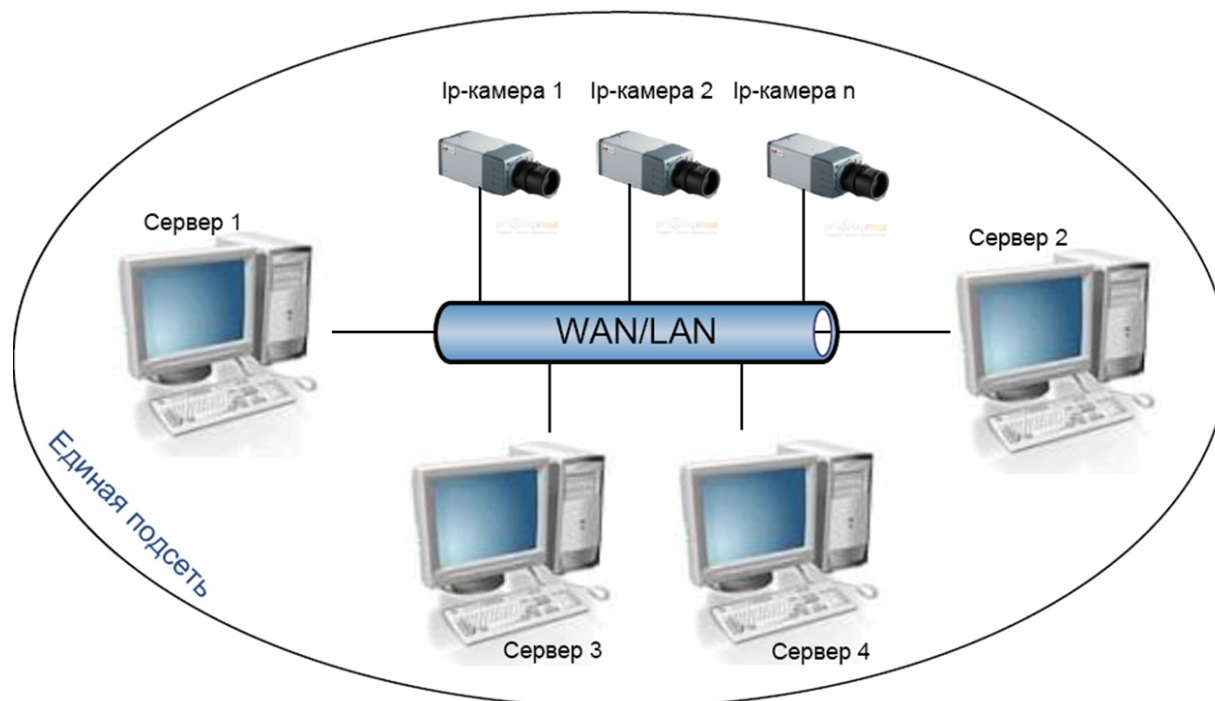 Ip-камера 1
Ip-камера 2
Ip-камера n
Сервер 1
Сервер 2
WAN/LAN
Единая подсеть
Сервер 3
Сервер 4